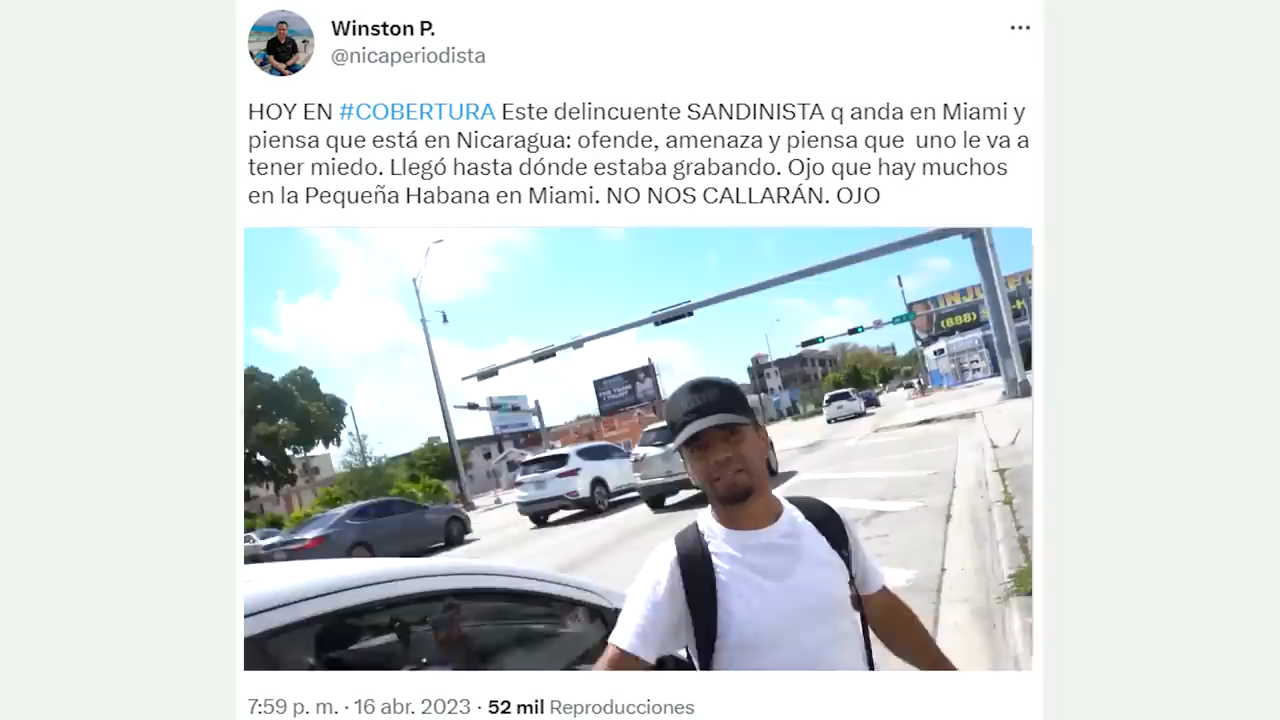 Winston P.
@nicaperiodista
HOY EN #COBERTURA Este delincuente SANDINISTA q anda en Miami y
piensa que está en Nicaragua: ofende, amenaza y piensa que uno le va a
tener miedo. Llegó hasta dónde estaba grabando. Ojo que hay muchos
en la Pequeña Habana en Miami. NO NOS CALLARÁN. OJO
INJU
(888)
7:59 p. m. · 16 abr. 2023 · 52 mil Reproducciones